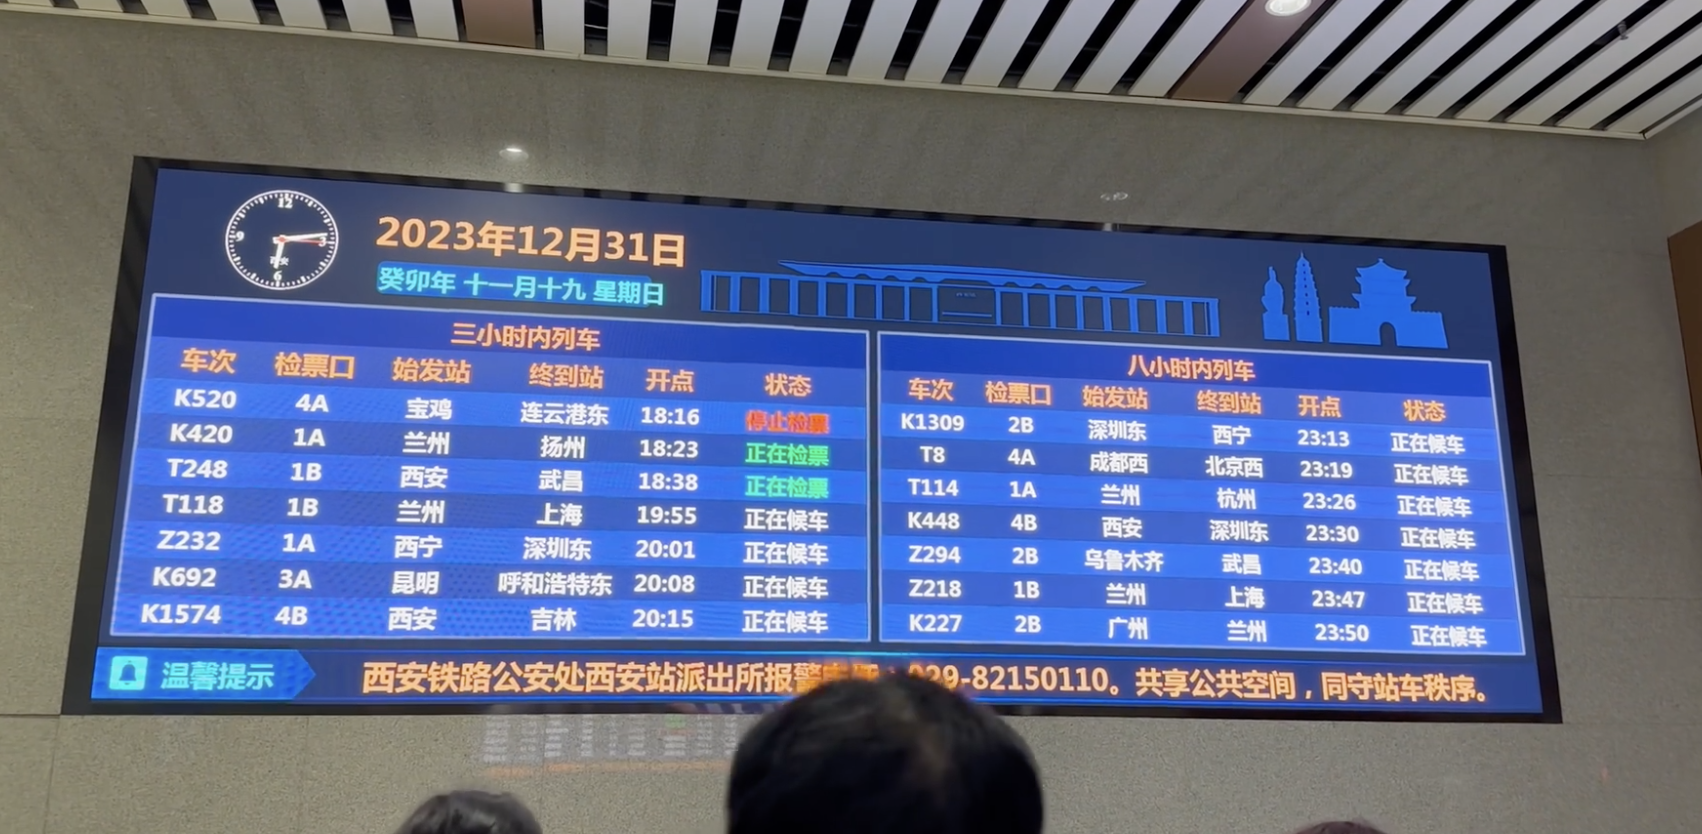 12
9
3
西安
6
2023年12月31日
癸卯年 十一月十九 星期日
三小时内列车
车次 检票口 始发站 终到站 开点 状态
K520 4A 宝鸡 连云港东 18:16 停止检票
K420 1A 兰州 扬州 18:23 正在检票
T248 1B 西安 武昌 18:38 正在检票
T118 1B 兰州 上海 19:55 正在候车
Z232 1A 西宁 深圳东 20:01 正在候车
K692 3A 昆明 呼和浩特东 20:08 正在候车
K1574 4B 西安 吉林 20:15 正在候车
八小时内列车
车次 检票口 始发站 终到站 开点 状态
K1309 2B 深圳东 西宁 23:13 正在候车
T8 4A 成都西 北京西 23:19 正在候车
T114 1A 兰州 杭州 23:26 正在候车
K448 4B 西安 深圳东 23:30 正在候车
Z294 2B 乌鲁木齐 武昌 23:40 正在候车
Z218 1B 兰州 上海 23:47 正在候车
K227 2B 广州 兰州 23:50 正在候车
温馨提示 西安铁路公安处西安站派出所报警 029-82150110。共享公共空间，同守站车秩序。